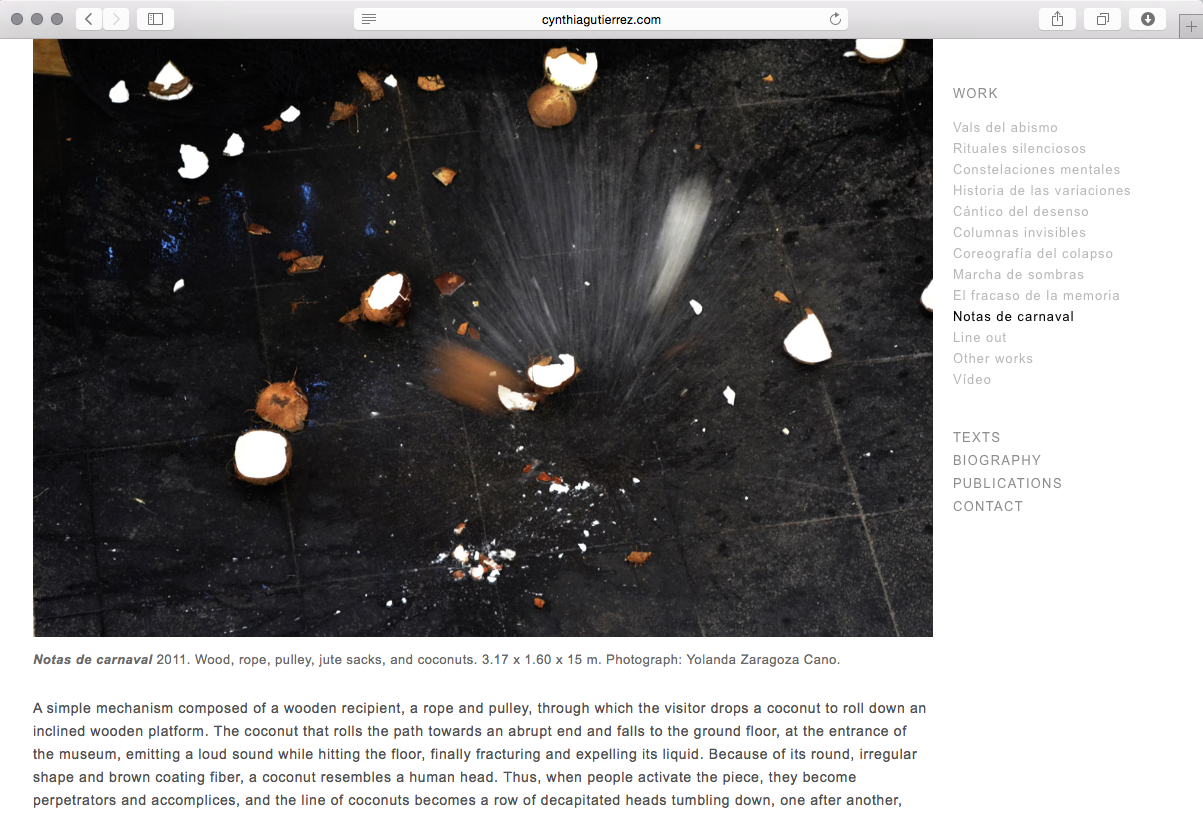 cynthiagutierrez.com
WORK
Vals del abismo
Rituales silenciosos
Constelaciones mentales
Historia de las variaciones
Cántico del desenso
Columnas invisibles
Coreografía del colapso
Marcha de sombras
El fracaso de la memoria
Notas de carnaval
Line out
Other works
Vídeo
TEXTS
BIOGRAPHY
PUBLICATIONS
CONTACT
Notas de carnaval 2011. Wood, rope, pulley, jute sacks, and coconuts. 3.17 x 1.60 x 15 m. Photograph: Yolanda Zaragoza Cano.
A simple mechanism composed of a wooden recipient, a rope and pulley, through which the visitor drops a coconut to roll down an
inclined wooden platform. The coconut that rolls the path towards an abrupt end and falls to the ground floor, at the entrance of
the museum, emitting a loud sound while hitting the floor, finally fracturing and expelling its liquid. Because of its round, irregular
shape and brown coating fiber, a coconut resembles a human head. Thus, when people activate the piece, they become
perpetrators and accomplices, and the line of coconuts becomes a row of decapitated heads tumbling down, one after another,